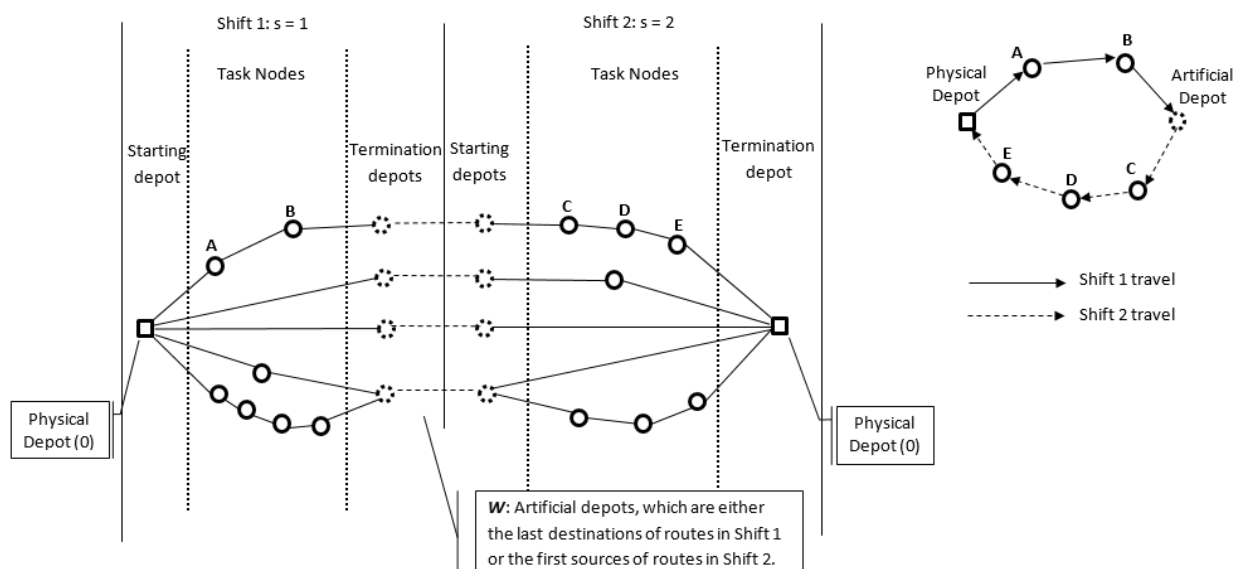 Shift 1: s = 1
Shift 2: s = 2
Task Nodes
Task Nodes
Starting
depot
Termination
depots
Starting
depots
Termination
depot
A
B
C
D
E
Physical
Depot (0)
Physical
Depot (0)
W: Artificial depots, which are either
the last destinations of routes in Shift 1
or the first sources of routes in Shift 2.
A
B
Physical
Depot
Artificial
Depot
E
D
C
Shift 1 travel
Shift 2 travel